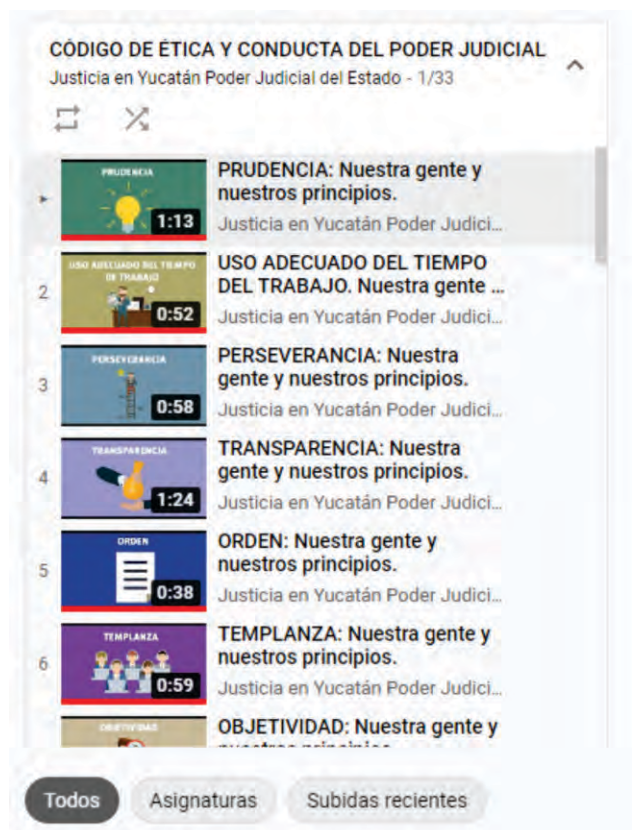 CÓDIGO DE ÉTICA Y CONDUCTA DEL PODER JUDICIAL
Justicia en Yucatán Poder Judicial del Estado - 1/33
PRUDENCIA
1:13
PRUDENCIA: Nuestra gente y
nuestros principios.
Justicia en Yucatán Poder Judici...
2
USO ADECUADO DEL TIEMPO
DE TRABAJO
0:52
USO ADECUADO DEL TIEMPO
DEL TRABAJO. Nuestra gente ...
Justicia en Yucatán Poder Judici...
3
PERSEVERANCIA
0:58
PERSEVERANCIA: Nuestra
gente y nuestros principios.
Justicia en Yucatán Poder Judici...
4
TRANSPARENCIA
1:24
TRANSPARENCIA: Nuestra
gente y nuestros principios.
Justicia en Yucatán Poder Judici...
5
ORDEN
0:38
ORDEN: Nuestra gente y
nuestros principios.
Justicia en Yucatán Poder Judici...
6
TEMPLANZA
0:59
TEMPLANZA: Nuestra gente y
nuestros principios.
Justicia en Yucatán Poder Judici...
OBJETIVIDAD
OBJETIVIDAD: Nuestra gente y
nuestros principios.
Todos
Asignaturas
Subidas recientes